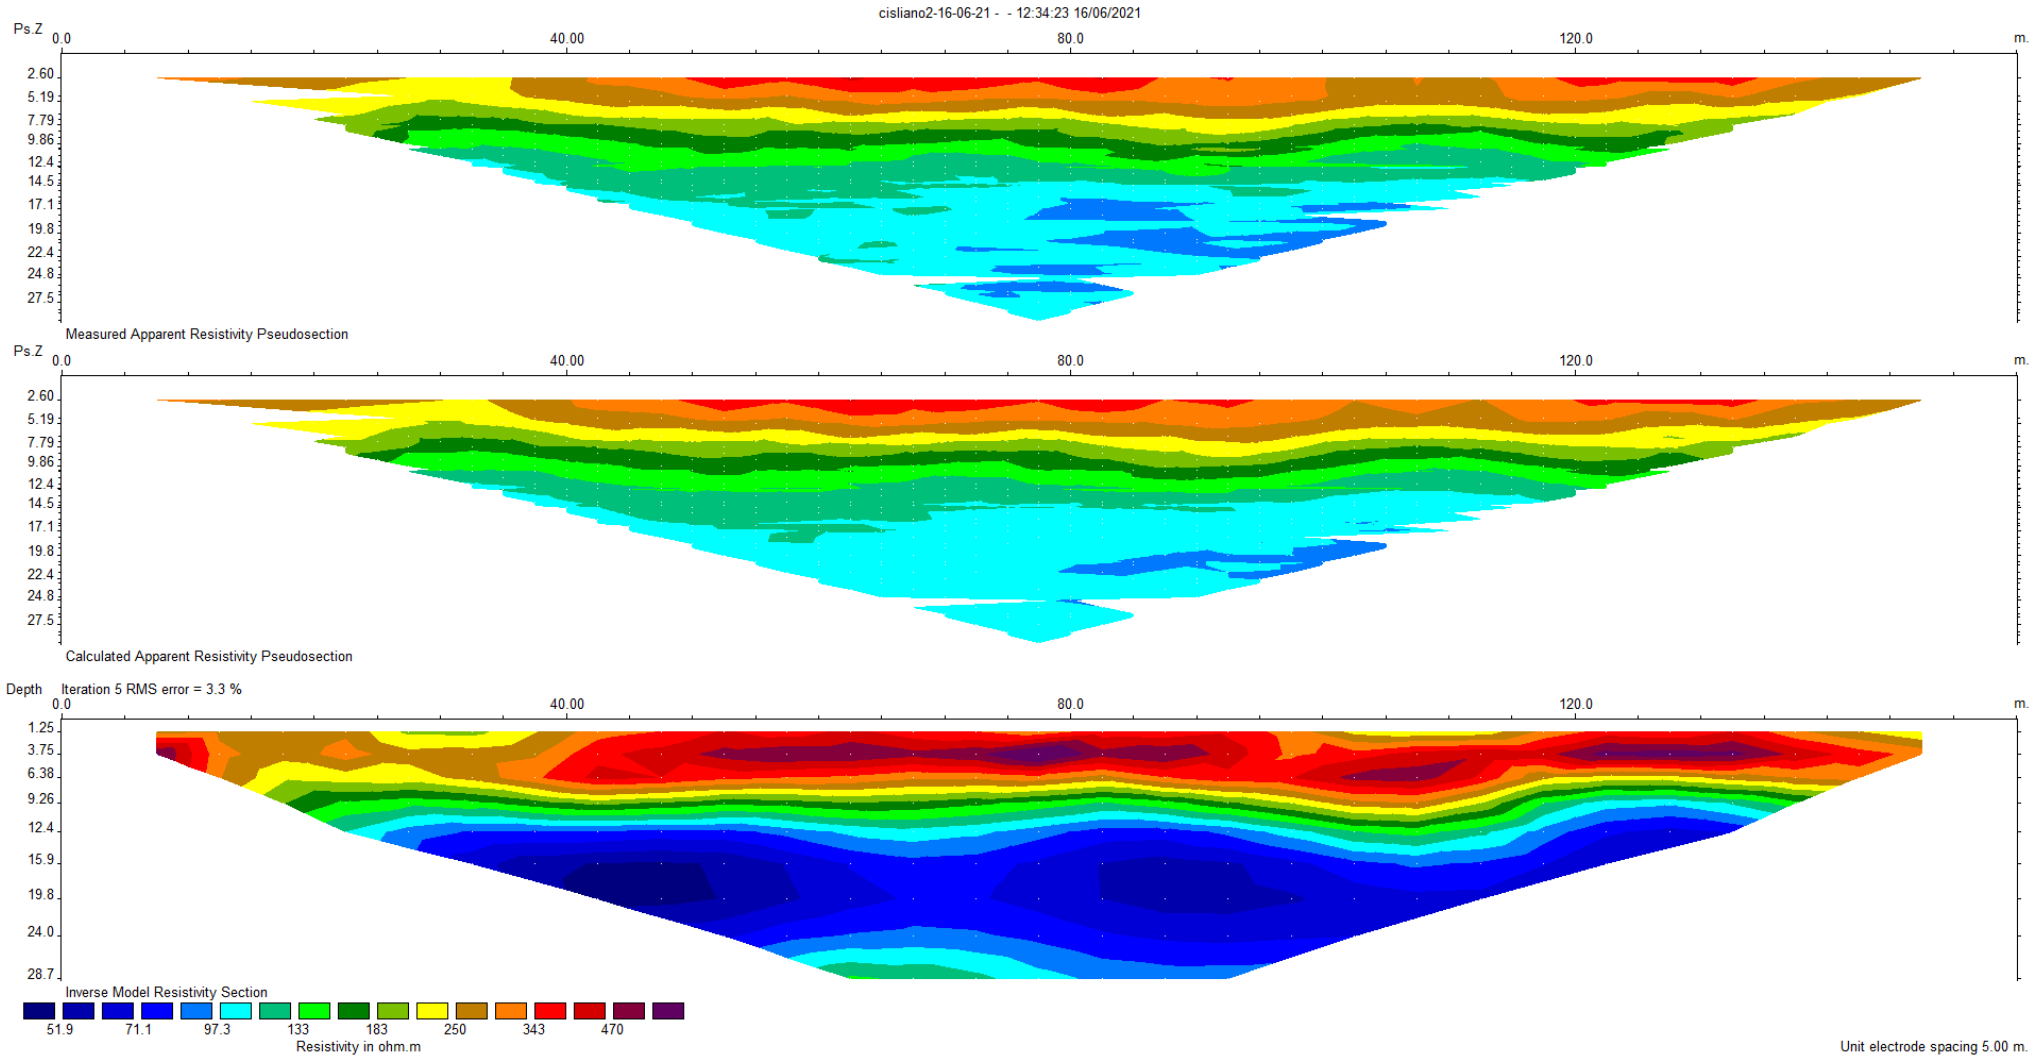 cisliano2-16-06-21 - - 12:34:23 16/06/2021
Ps.Z 0.0 40.00 80.0 120.0 m.
2.60
5.19
7.79
9.86
12.4
14.5
17.1
19.8
22.4
24.8
27.5
Measured Apparent Resistivity Pseudosection
Ps.Z 0.0 40.00 80.0 120.0 m.
2.60
5.19
7.79
9.86
12.4
14.5
17.1
19.8
22.4
24.8
27.5
Calculated Apparent Resistivity Pseudosection
Depth Iteration 5 RMS error = 3.3 %
0.0 40.00 80.0 120.0 m.
1.25
3.75
6.38
9.26
12.4
15.9
19.8
24.0
28.7
Inverse Model Resistivity Section
51.9 71.1 97.3 133 183 250 343 470
Resistivity in ohm.m
Unit electrode spacing 5.00 m.